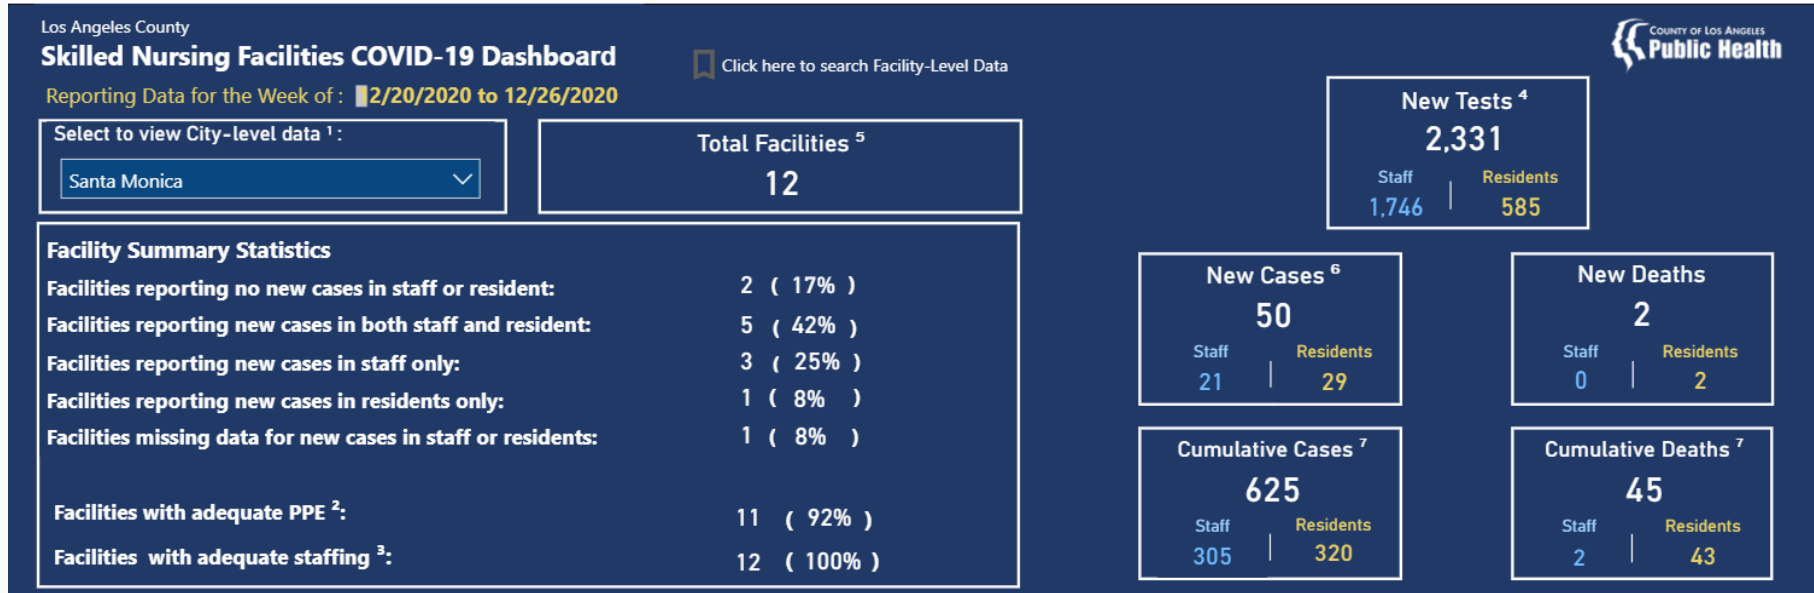 Los Angeles County
Skilled Nursing Facilities COVID-19 Dashboard
Click here to search Facility-Level Data
COUNTY OF LOS ANGELES
Public Health
Reporting Data for the Week of : 2/20/2020 to 12/26/2020
Select to view City-level data ¹ :
Santa Monica
Total Facilities ⁵
12
New Tests ⁴
2,331
Staff Residents
1,746 585
Facility Summary Statistics
Facilities reporting no new cases in staff or resident: 2 ( 17% )
Facilities reporting new cases in both staff and resident: 5 ( 42% )
Facilities reporting new cases in staff only: 3 ( 25% )
Facilities reporting new cases in residents only: 1 ( 8% )
Facilities missing data for new cases in staff or residents: 1 ( 8% )
Facilities with adequate PPE ²: 11 ( 92% )
Facilities with adequate staffing ³: 12 ( 100% )
New Cases ⁶
50
Staff Residents
21 29
New Deaths
2
Staff Residents
0 2
Cumulative Cases ⁷
625
Staff Residents
305 320
Cumulative Deaths ⁷
45
Staff Residents
2 43